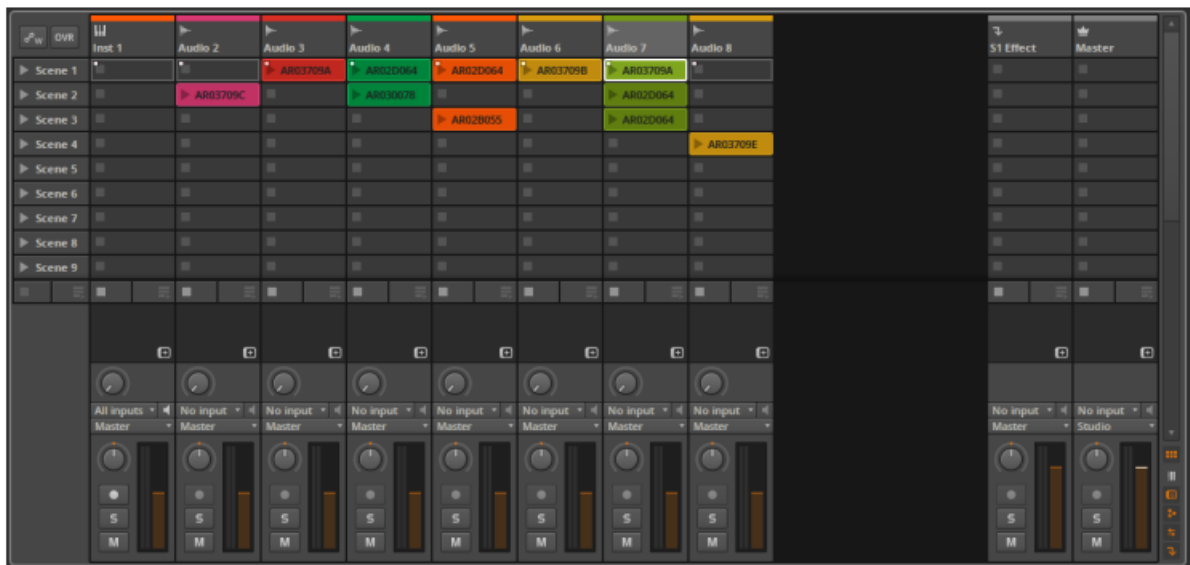 W OVR
Inst 1 Audio 2 Audio 3 Audio 4 Audio 5 Audio 6 Audio 7 Audio 8 S1 Effect Master
Scene 1 AR03709A AR02D064 AR02D064 AR03709B AR03709A
Scene 2 AR03709C AR030078 AR02D064
Scene 3 AR02B055 AR02D064
Scene 4 AR03709E
Scene 5
Scene 6
Scene 7
Scene 8
Scene 9
All inputs No input No input No input No input No input No input No input No input No input
Master Master Master Master Master Master Master Master Master Studio
S S S S S S S S S S
M M M M M M M M M M